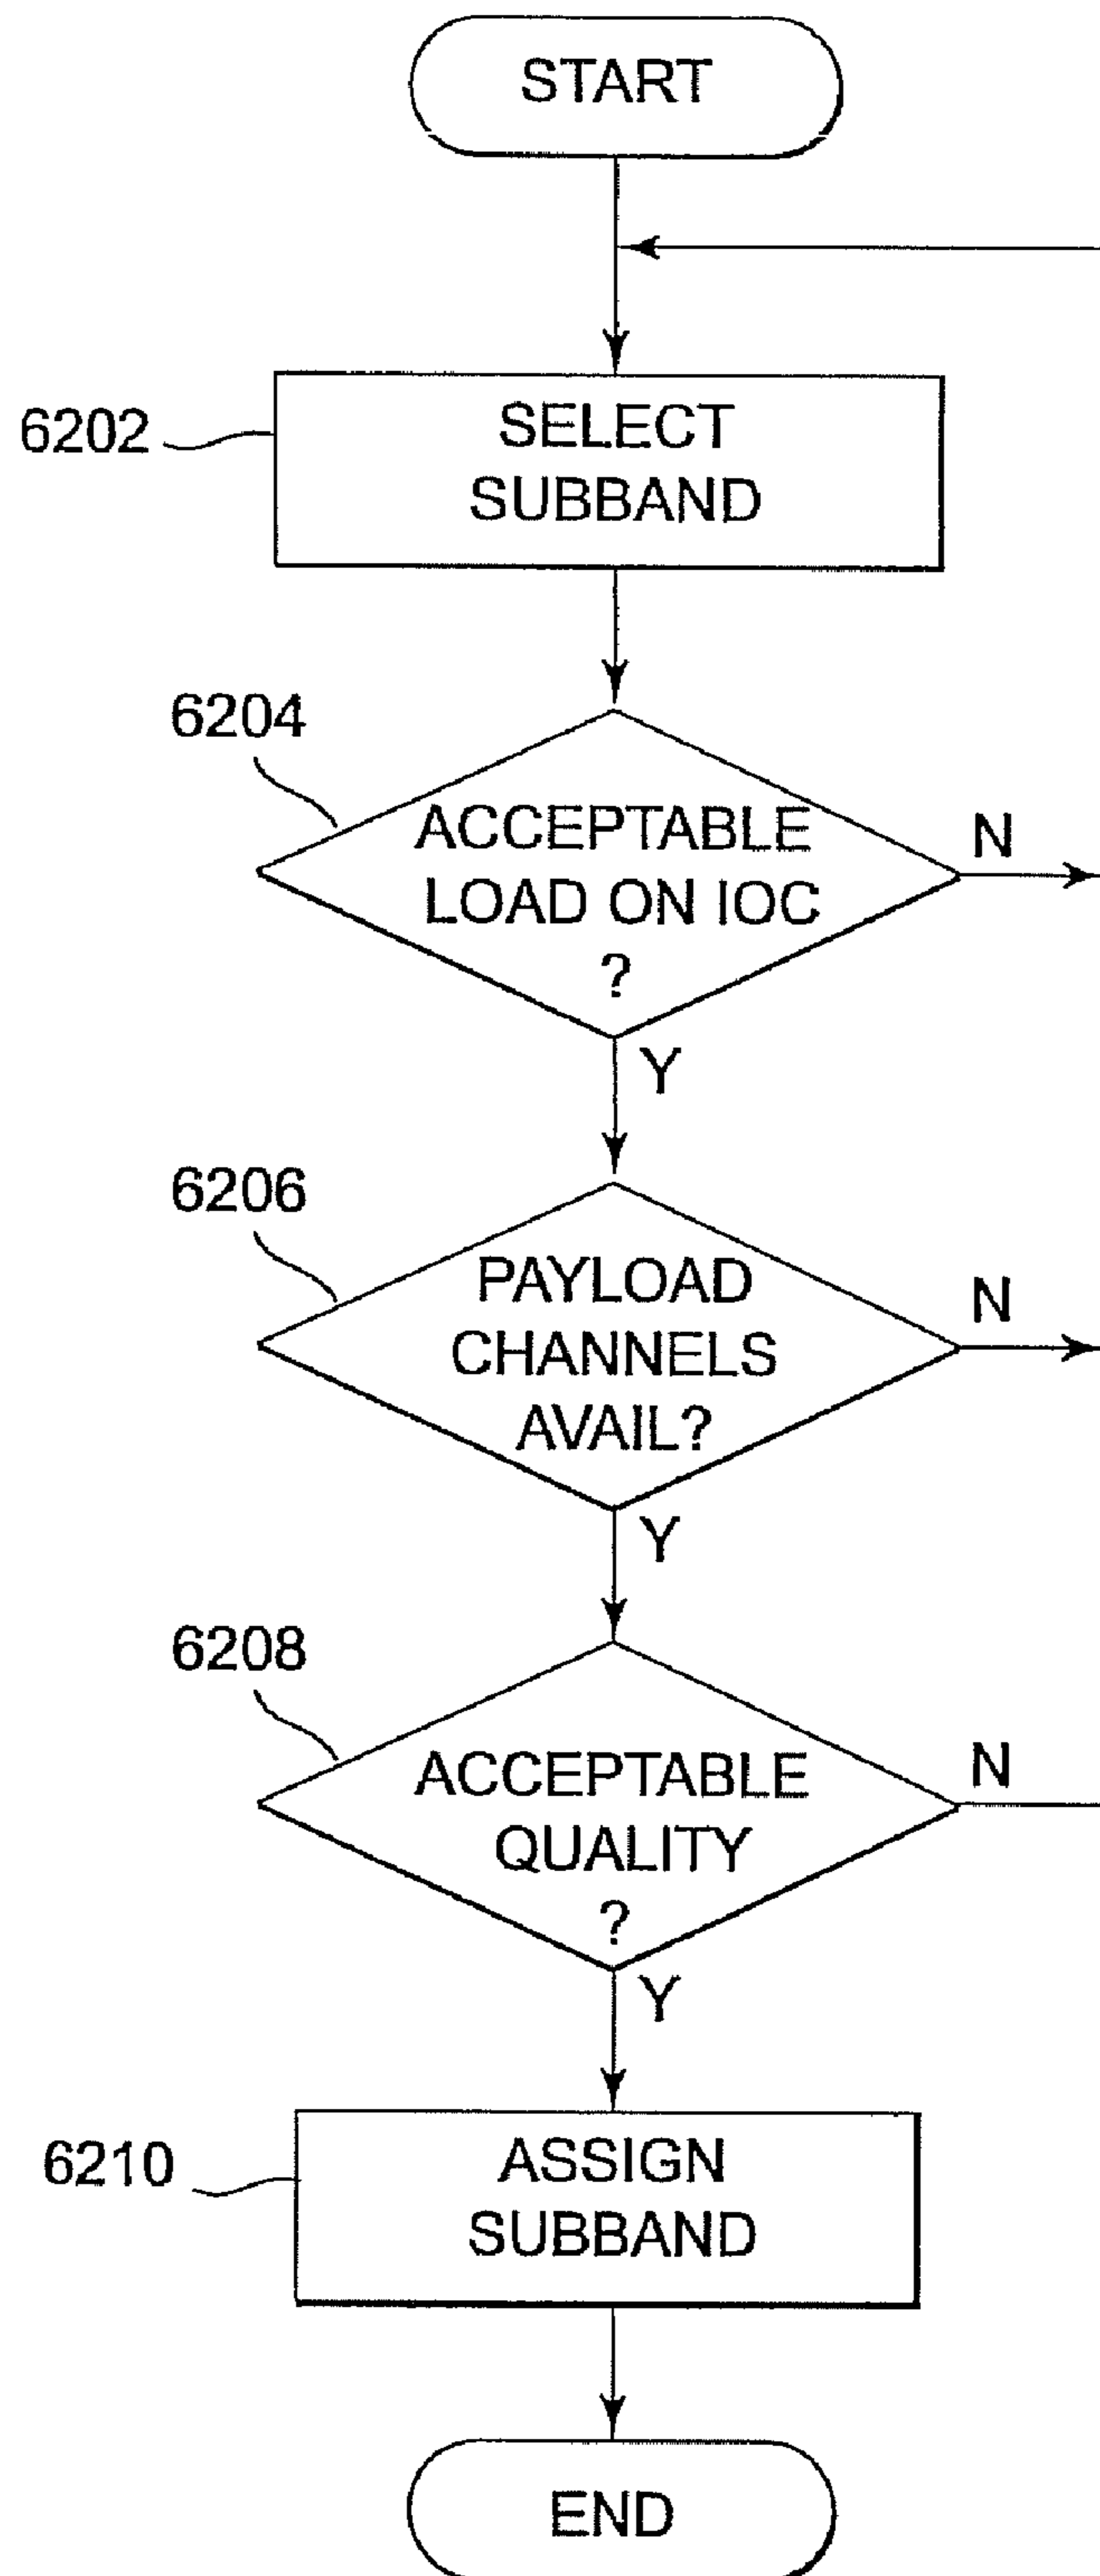 START
6202
SELECT
SUBBAND
6204
ACCEPTABLE
LOAD ON IOC
?
N
Y
6206
PAYLOAD
CHANNELS
AVAIL?
N
Y
6208
ACCEPTABLE
QUALITY
?
N
Y
6210
ASSIGN
SUBBAND
END